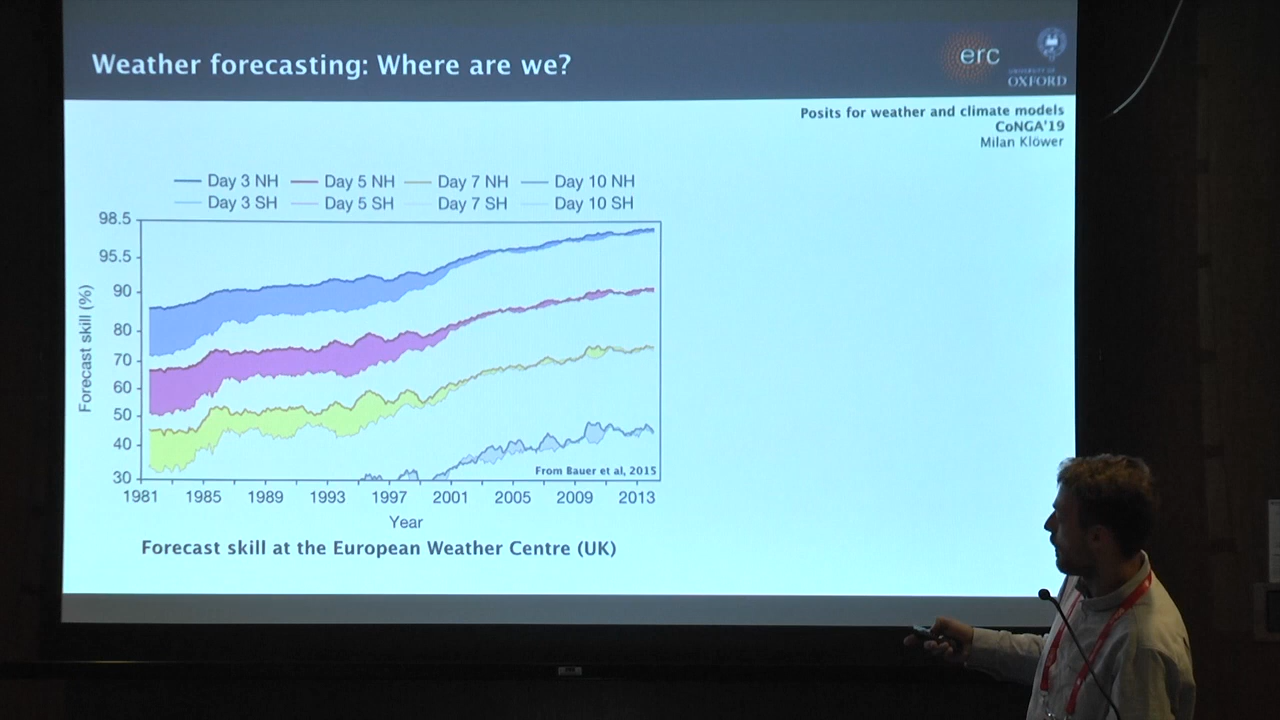 Weather forecasting: Where are we?
erc
UNIVERSITY OF
OXFORD
Posits for weather and climate models
CoNGA'19
Milan Klöwer
Day 3 NH Day 5 NH Day 7 NH Day 10 NH
Day 3 SH Day 5 SH Day 7 SH Day 10 SH
98.5
95.5
90
80
70
60
50
40
30
Forecast skill (%)
From Bauer et al, 2015
1981 1985 1989 1993 1997 2001 2005 2009 2013
Year
Forecast skill at the European Weather Centre (UK)